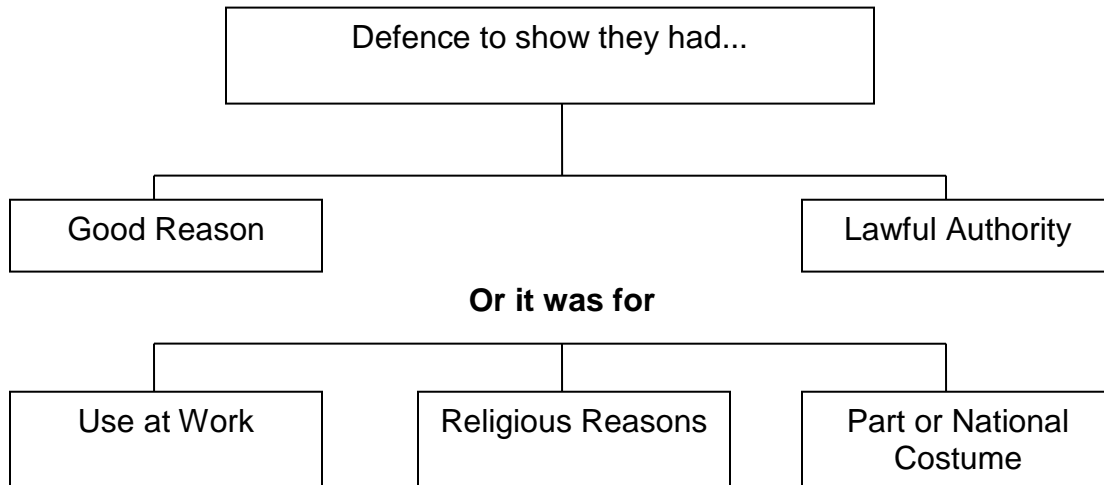 Defence to show they had...
Good Reason
Lawful Authority
Or it was for
Use at Work
Religious Reasons
Part or National
Costume